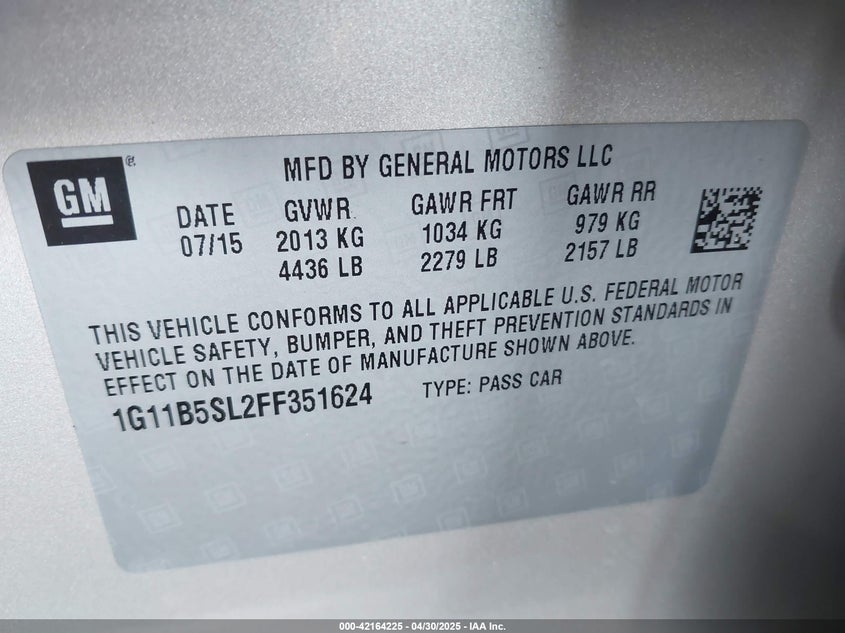 GM
MFD BY GENERAL MOTORS LLC
DATE GVWR GAWR FRT GAWR RR
07/15 2013 KG 1034 KG 979 KG
4436 LB 2279 LB 2157 LB
THIS VEHICLE CONFORMS TO ALL APPLICABLE U.S. FEDERAL MOTOR
VEHICLE SAFETY, BUMPER, AND THEFT PREVENTION STANDARDS IN
EFFECT ON THE DATE OF MANUFACTURE SHOWN ABOVE.
1G11B5SL2FF351624 TYPE: PASS CAR
000-42164225 - 04/30/2025 - IAA Inc.